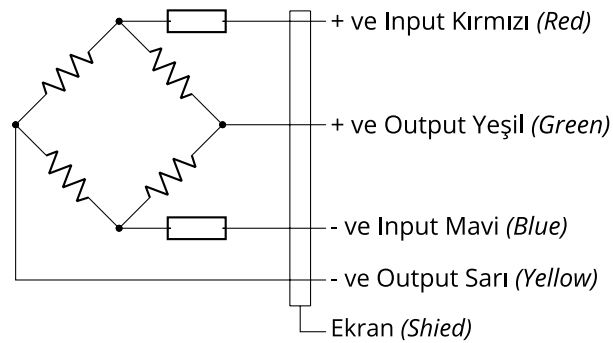 + ve Input Kırmızı (Red)
+ ve Output Yeşil (Green)
- ve Input Mavi (Blue)
- ve Output Sarı (Yellow)
Ekran (Shied)